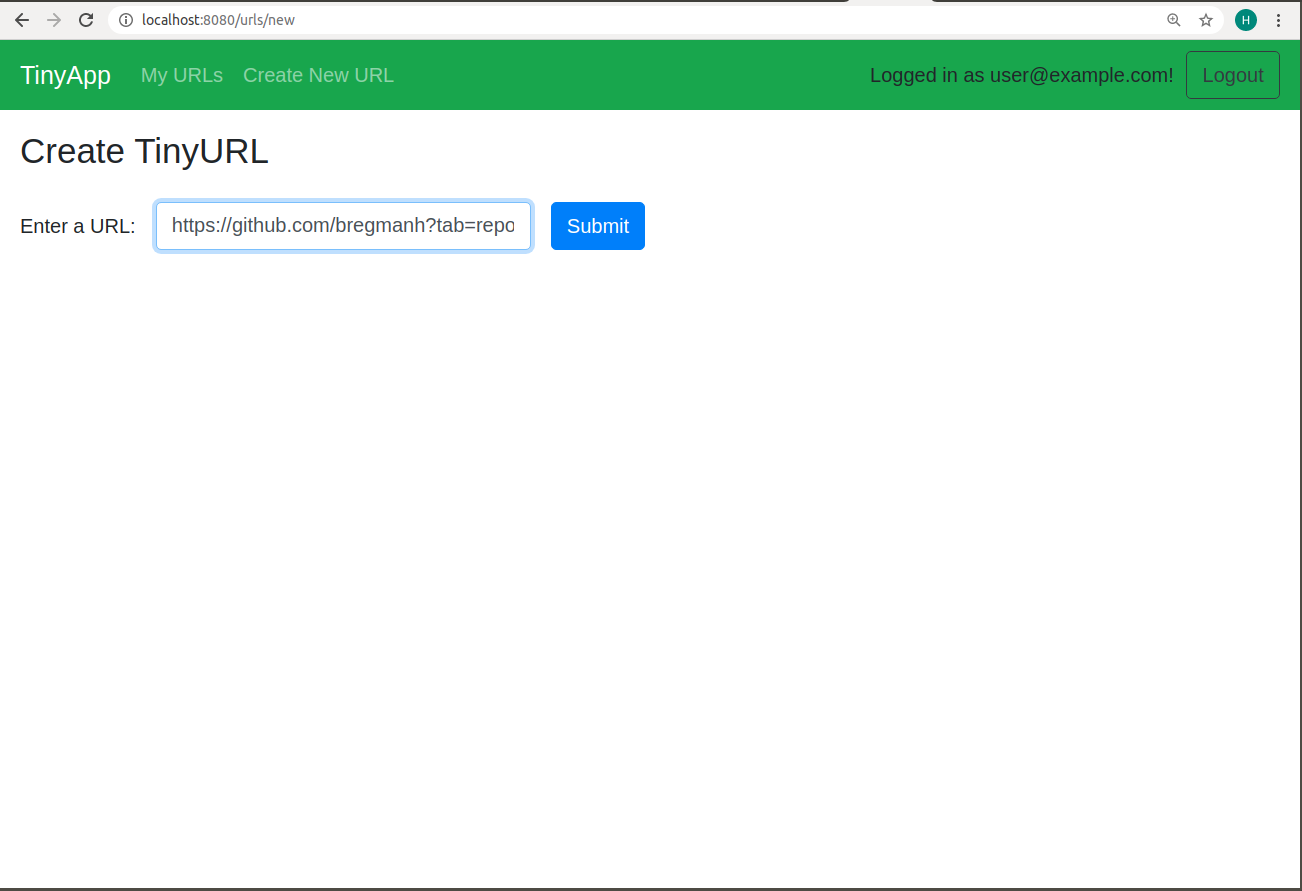 localhost:8080/urls/new
H
TinyApp My URLs Create New URL Logged in as user@example.com! Logout
Create TinyURL
Enter a URL: https://github.com/bregmanh?tab=repo Submit